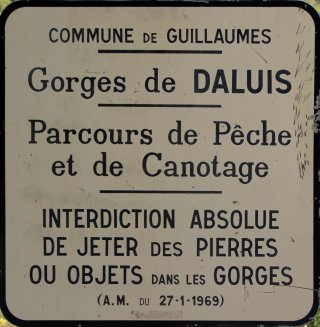 COMMUNE DE GUILLAUMES
Gorges de DALUIS
Parcours de Pêche
et de Canotage
INTERDICTION ABSOLUE
DE JETER DES PIERRES
OU OBJETS DANS LES GORGES
(A.M. DU 27-1-1969)